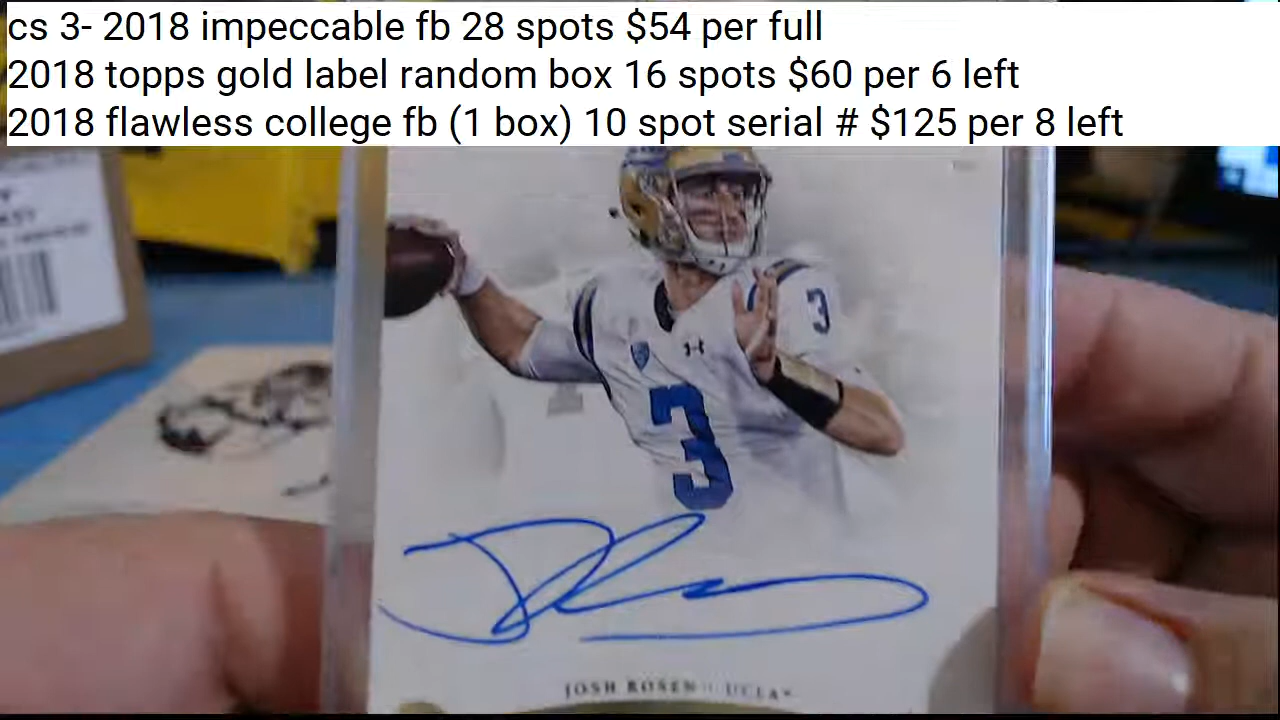 cs 3- 2018 impeccable fb 28 spots $54 per full
2018 topps gold label random box 16 spots $60 per 6 left
2018 flawless college fb (1 box) 10 spot serial # $125 per 8 left
3
3
JOSH ROSEN - UCLA